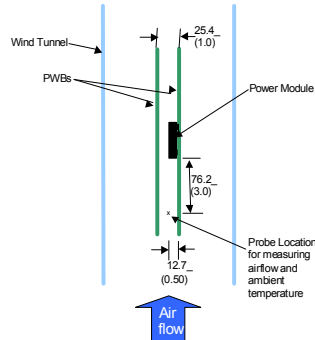 25.4_
(1.0)
Wind Tunnel
PWBs
Power Module
76.2_
(3.0)
x
Probe Location
for measuring
airflow and
ambient
temperature
12.7_
(0.50)
Air
flow